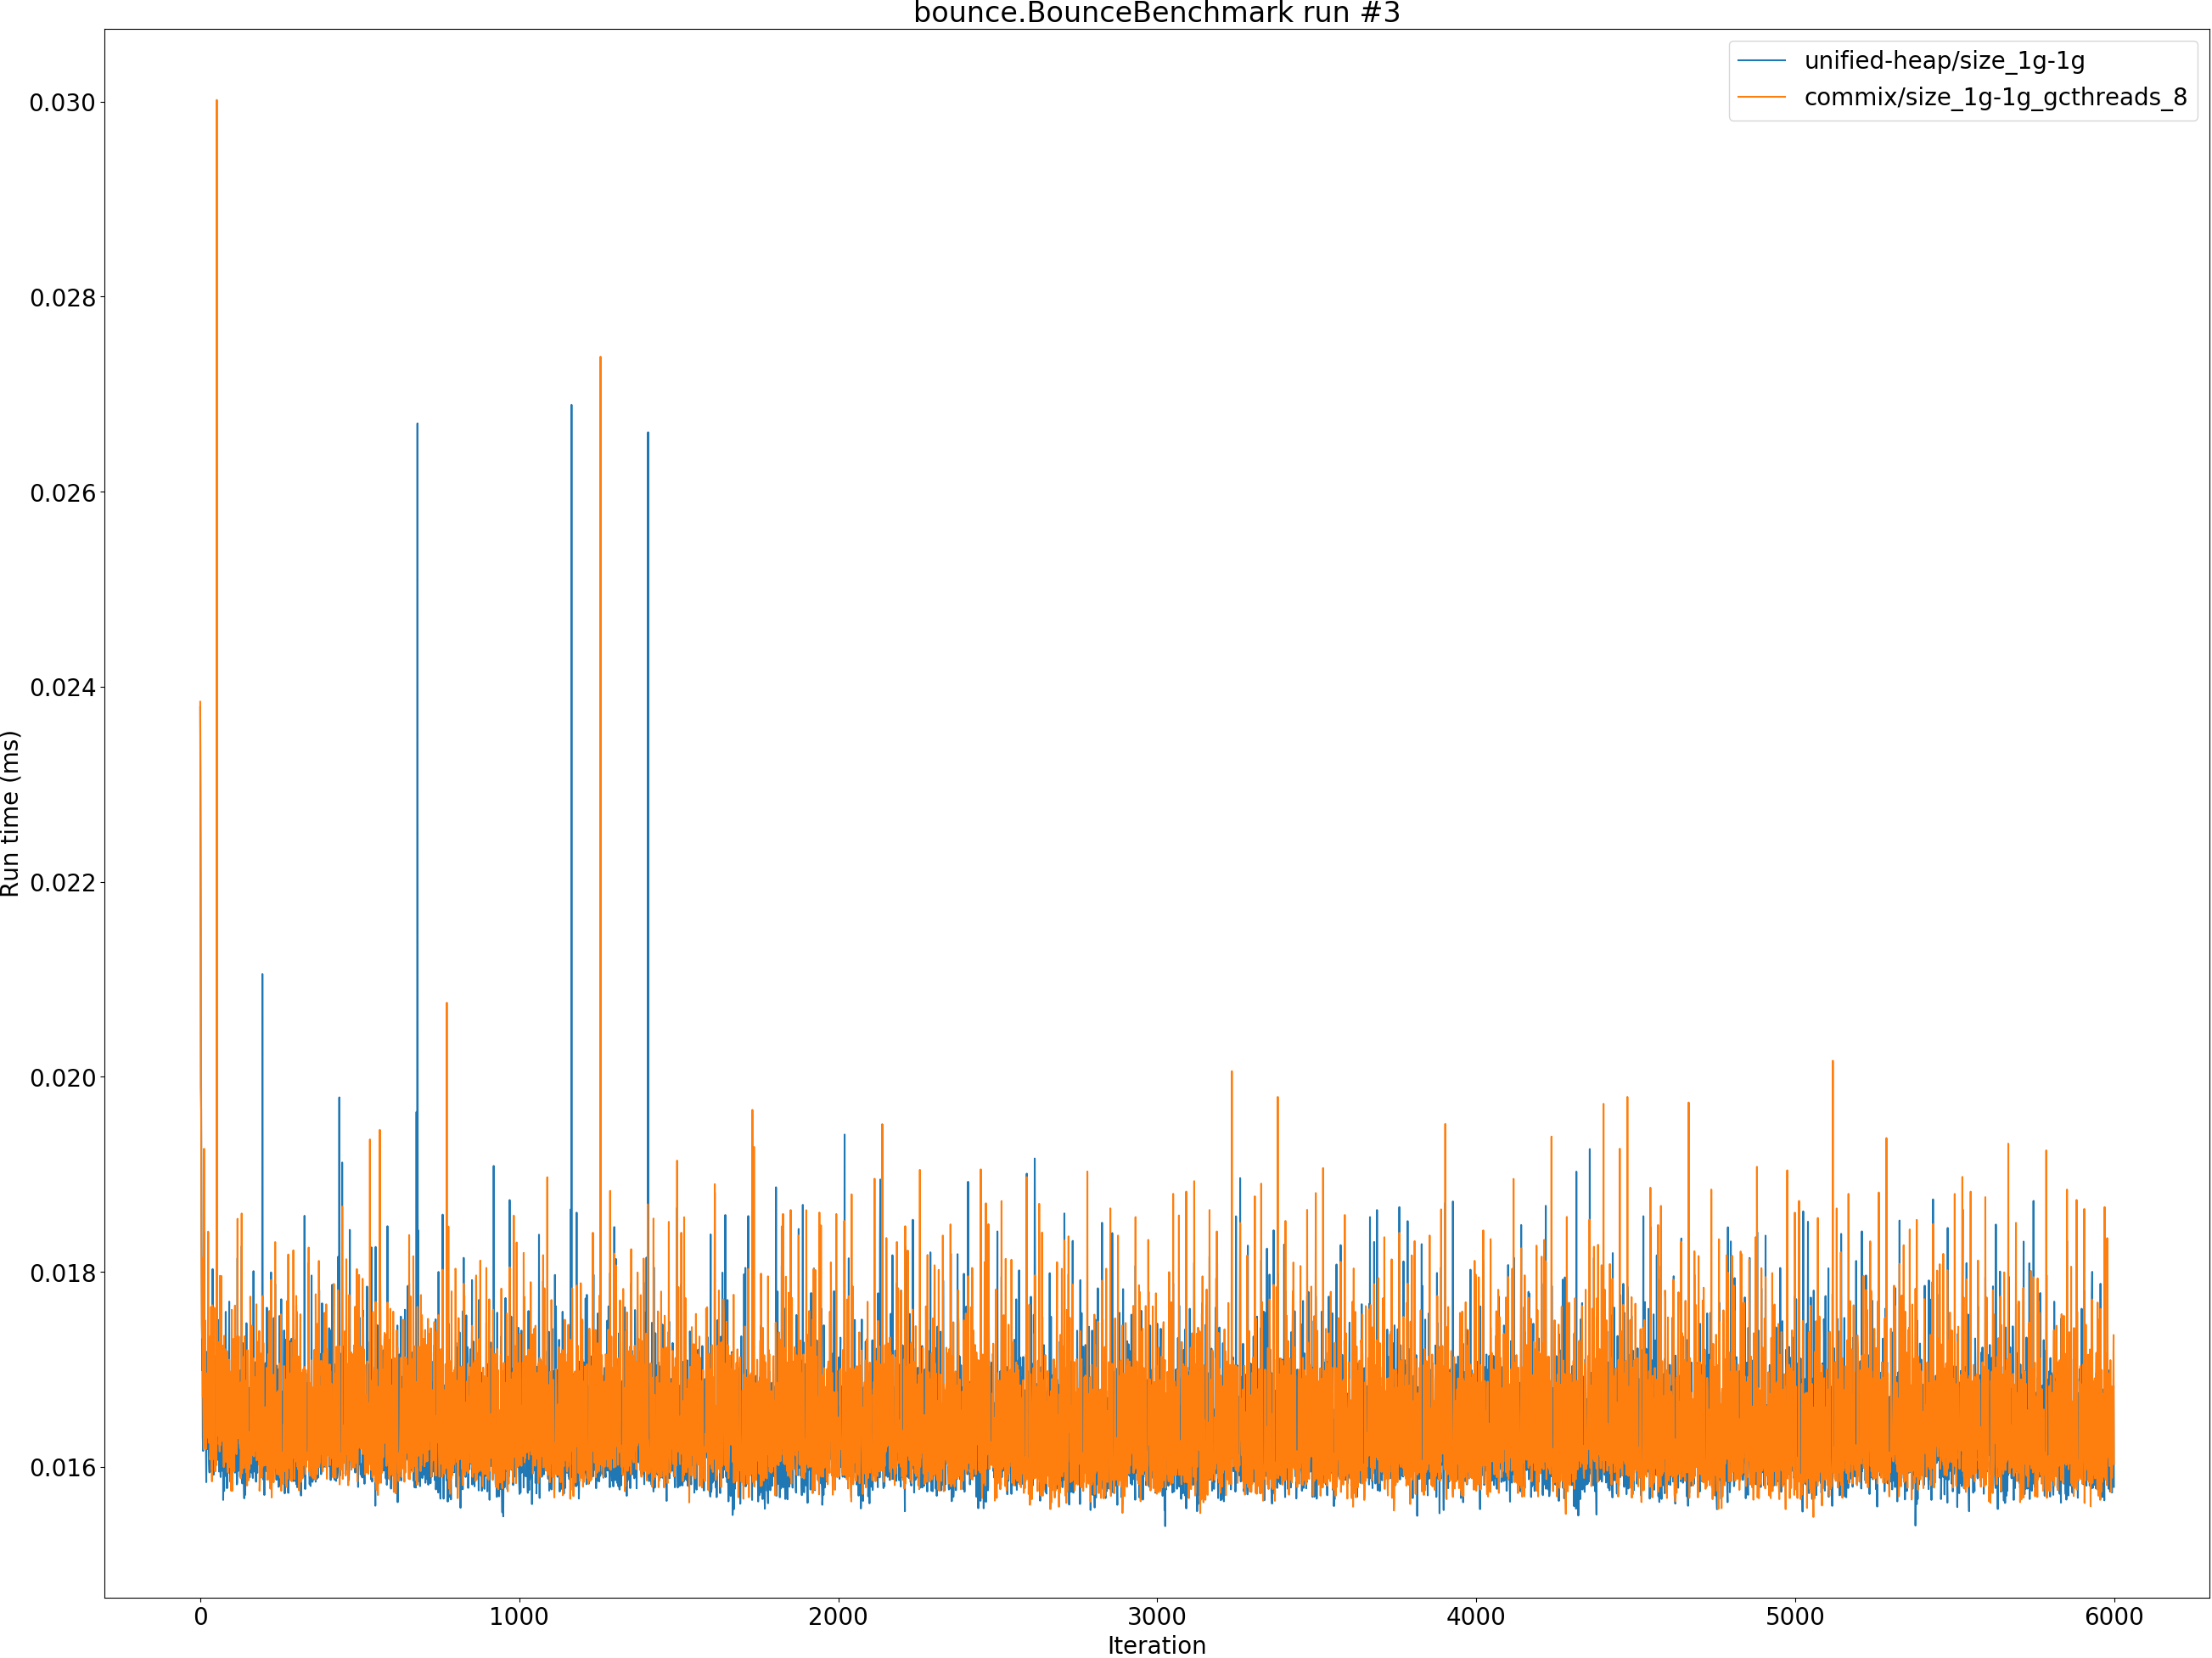 bounce.BounceBenchmark run #3
unified-heap/size_1g-1g
commix/size_1g-1g_gcthreads_8
0.030
0.028
0.026
0.024
0.022
0.020
0.018
0.016
Run time (ms)
0 1000 2000 3000 4000 5000 6000
Iteration